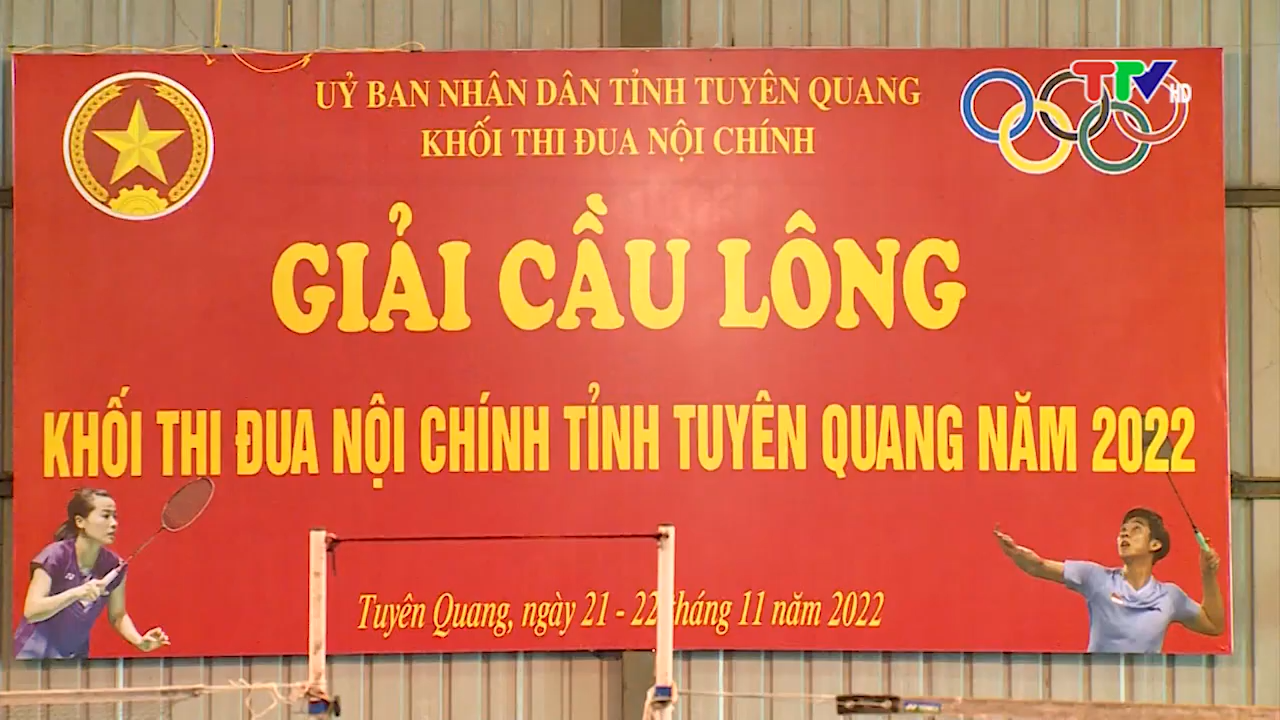 UỶ BAN NHÂN DÂN TỈNH TUYÊN QUANG
KHỐI THI ĐUA NỘI CHÍNH
TTV HD
GIẢI CẦU LÔNG
KHỐI THI ĐUA NỘI CHÍNH TỈNH TUYÊN QUANG NĂM 2022
Tuyên Quang, ngày 21 - 22 tháng 11 năm 2022